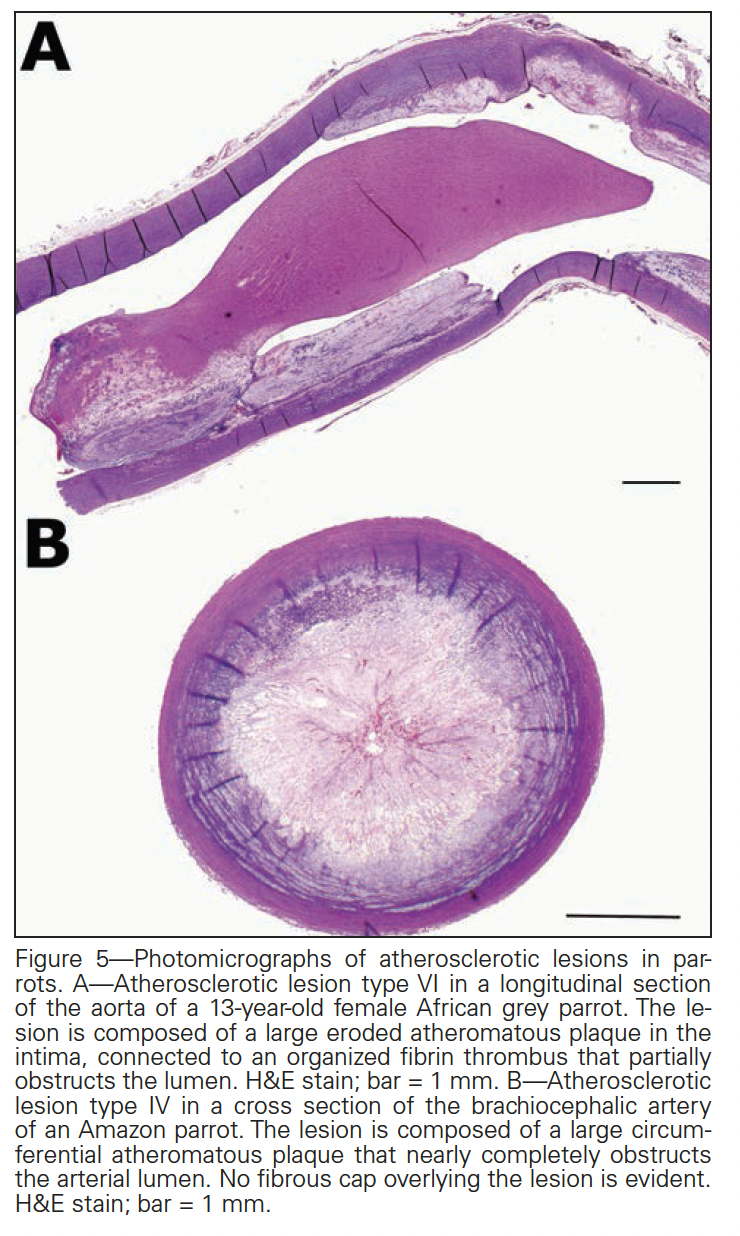 A
B
Figure 5—Photomicrographs of atherosclerotic lesions in par-
rots. A—Atherosclerotic lesion type VI in a longitudinal section
of the aorta of a 13-year-old female African grey parrot. The le-
sion is composed of a large eroded atheromatous plaque in the
intima, connected to an organized fibrin thrombus that partially
obstructs the lumen. H&E stain; bar = 1 mm. B—Atherosclerotic
lesion type IV in a cross section of the brachiocephalic artery
of an Amazon parrot. The lesion is composed of a large circum-
ferential atheromatous plaque that nearly completely obstructs
the arterial lumen. No fibrous cap overlying the lesion is evident.
H&E stain; bar = 1 mm.